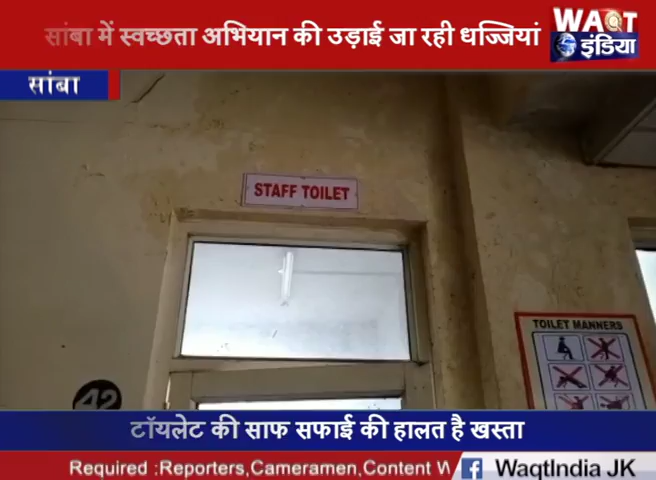 सांबा में स्वच्छता अभियान की उड़ाई जा रही धज्जियां
WAQT
इंडिया
सांबा
STAFF TOILET
TOILET MANNERS
42
टॉयलेट की साफ सफाई की हालत है खस्ता
Required :Reporters,Cameramen,Content W
WaqtIndia JK